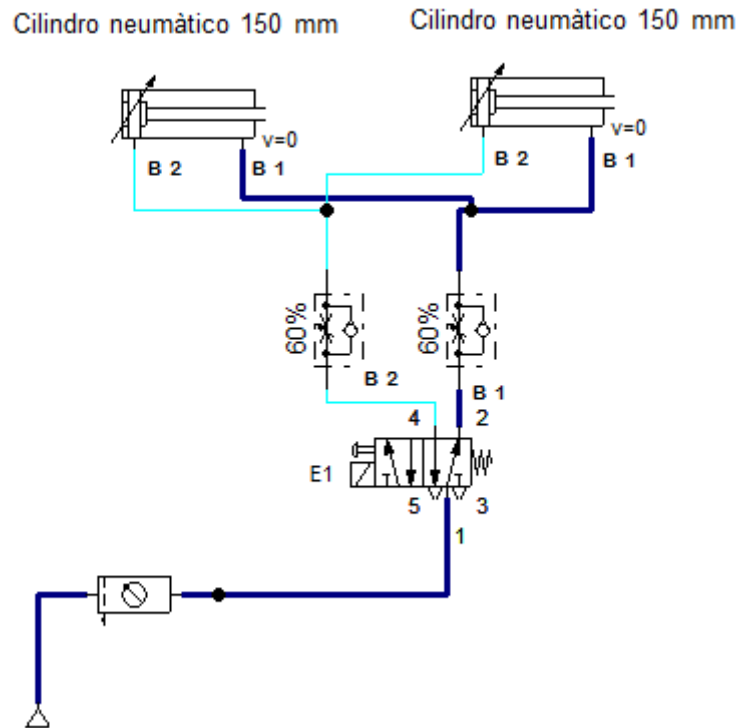 Cilindro neumàtico 150 mm
Cilindro neumàtico 150 mm
v=0
v=0
B 2
B 1
B 2
B 1
60%
60%
B 2
B 1
4
2
E1
5
3
1